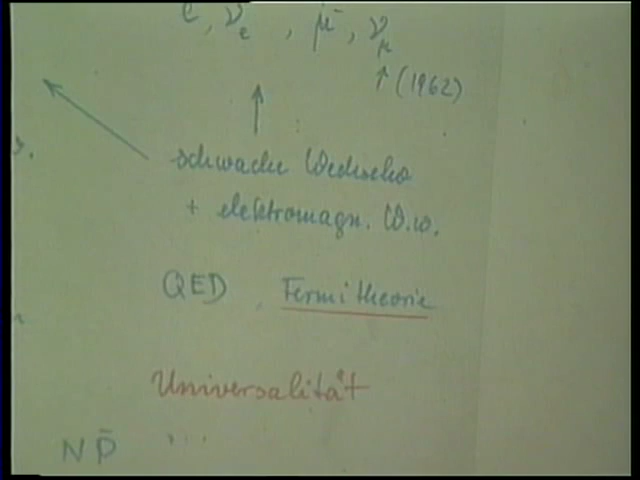 e, ν_e, μ⁻, ν_μ
↑ (1962)
schwache Wechselw
+ elektromagn. W.w.
QED, Fermitheorie
Universalität
N P̄ ...